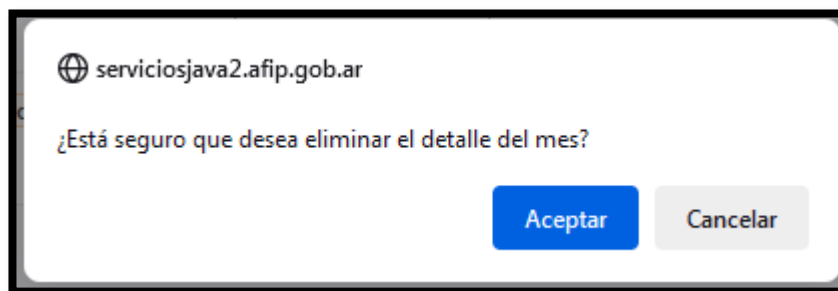 serviciosjava2.afip.gob.ar
¿Está seguro que desea eliminar el detalle del mes?
Aceptar Cancelar